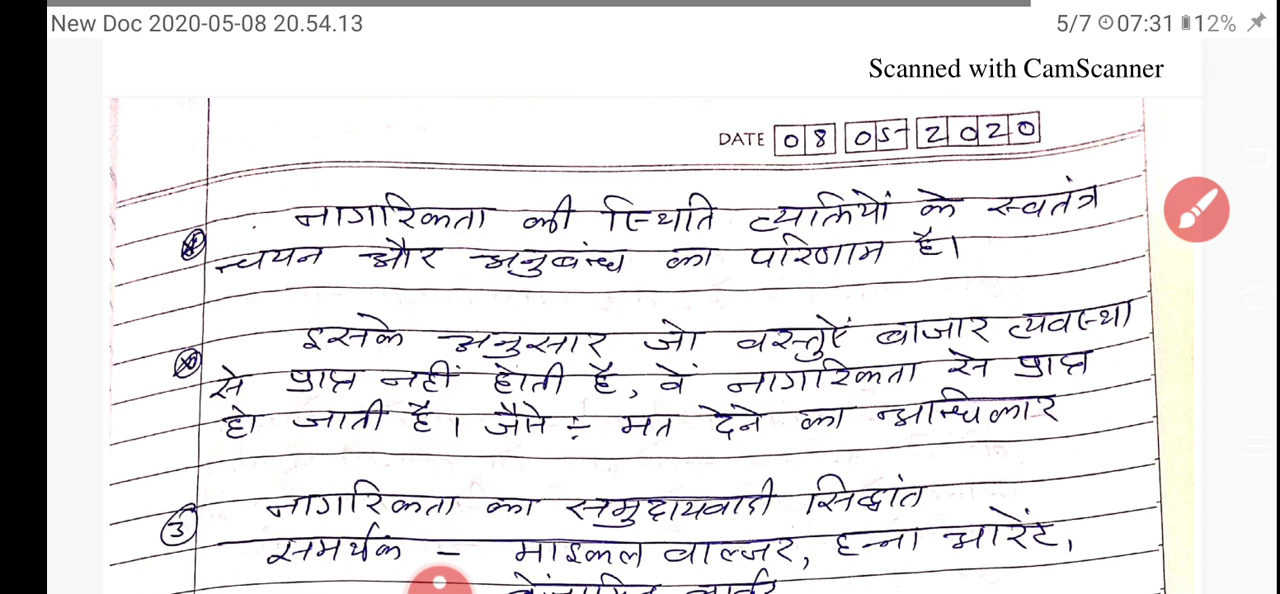 New Doc 2020-05-08 20.54.13
5/7 07:31 12%
Scanned with CamScanner
DATE 08 05 2020
नागरिकता की स्थिति व्यक्तियों के स्वतंत्र
चयन और अनुबंध का परिणाम है।
इसके अनुसार जो वस्तुएँ बाजार व्यवस्था
से प्राप्त नहीं होती है, वें नागरिकता से प्राप्त
हो जाती है। जैसे ÷ मत देने का अधिकार
③ नागरिकता का समुदायवादी सिद्धांत
समर्थक – माइकल वाल्जर, हन्ना आरेंट,